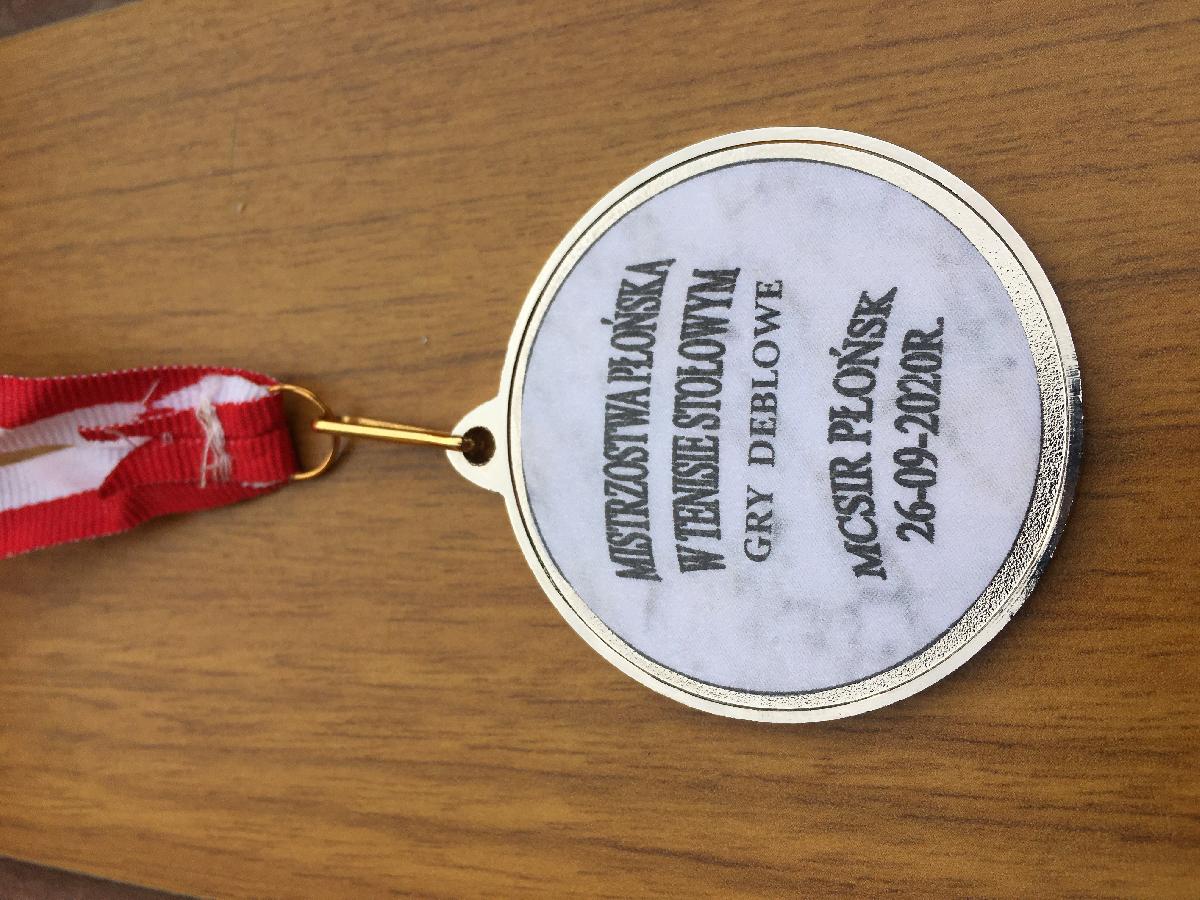 MISTRZOSTWA PŁOŃSKA
W TENISIE STOŁOWYM
GRY DEBLOWE
MCSIR PŁOŃSK
26-09-2020R.